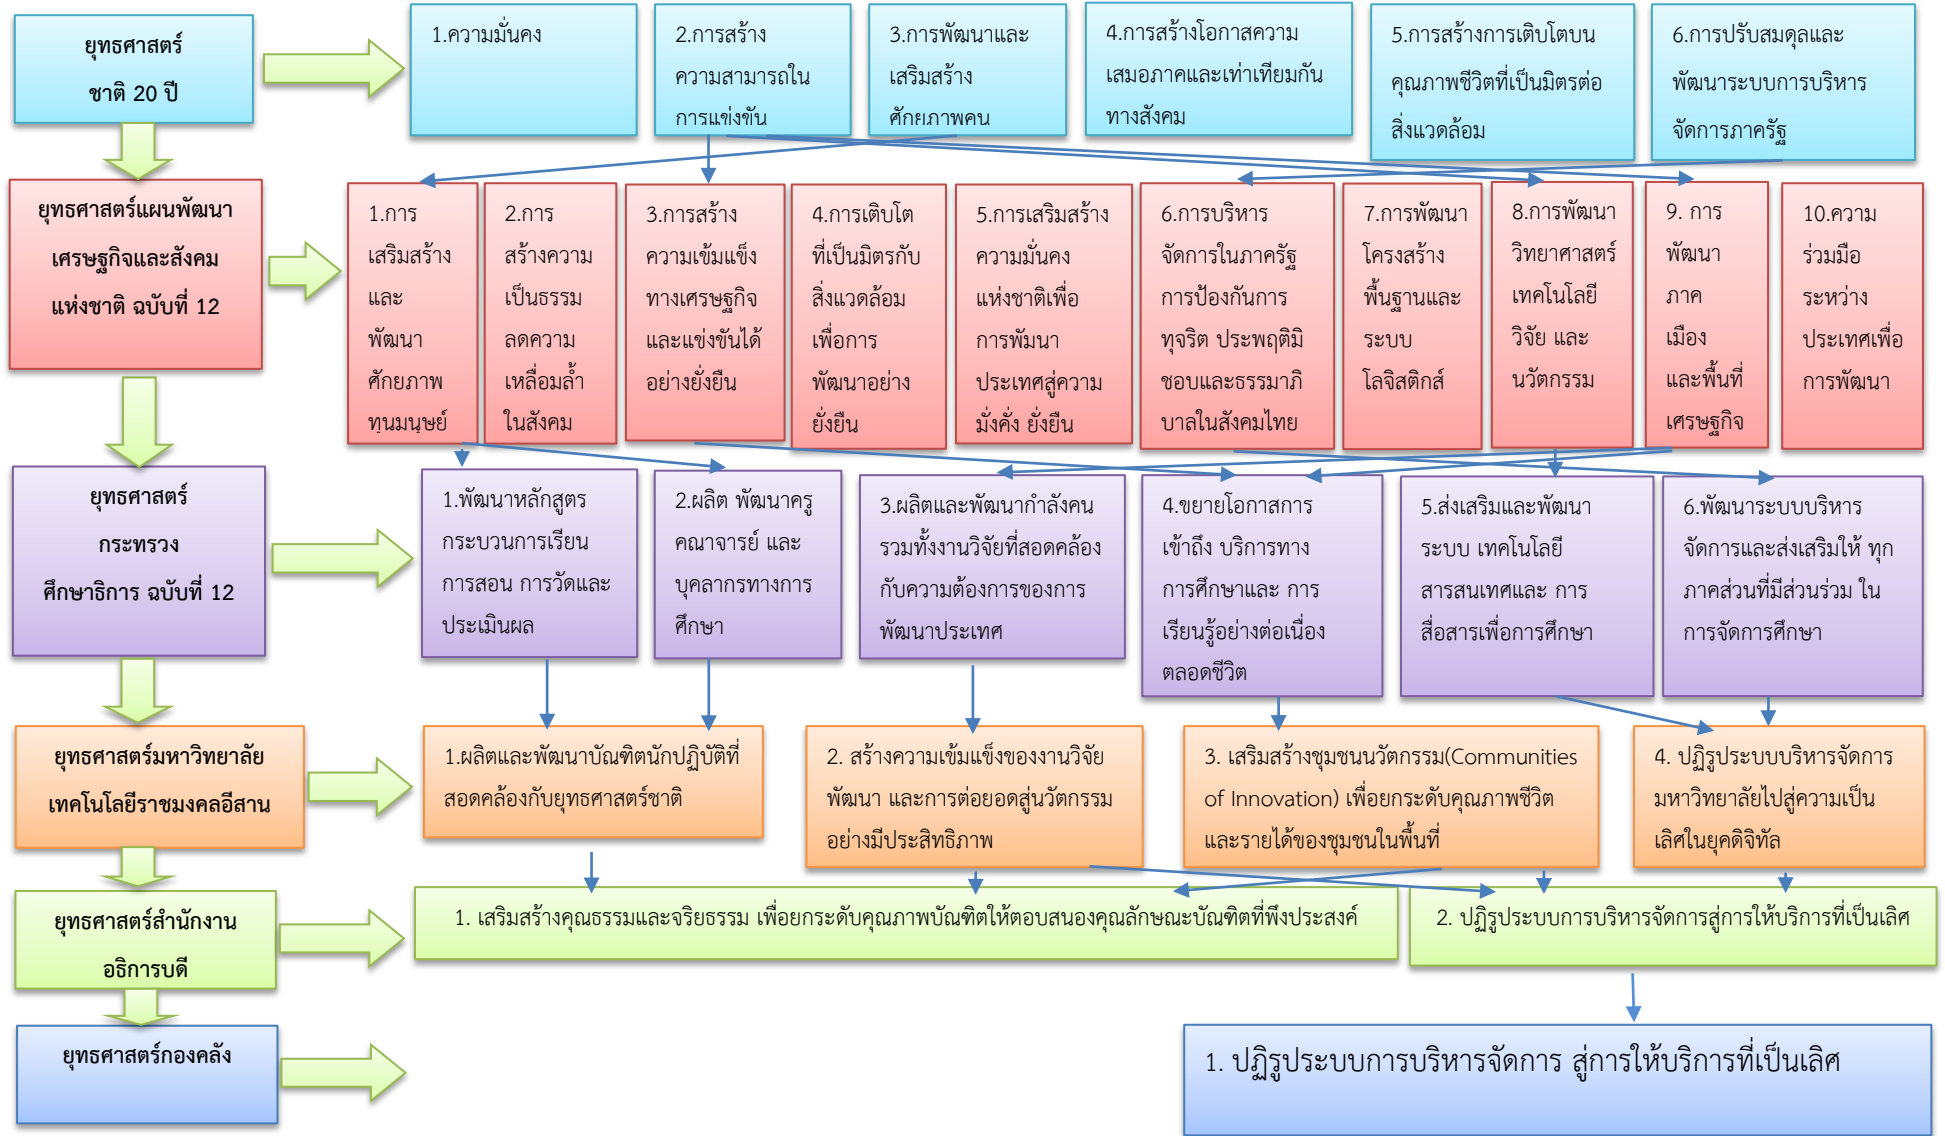 ยุทธศาสตร์
ชาติ 20 ปี
1.ความมั่นคง
2.การสร้าง
ความสามารถใน
การแข่งขัน
3.การพัฒนาและ
เสริมสร้าง
ศักยภาพคน
4.การสร้างโอกาสความ
เสมอภาคและเท่าเทียมกัน
ทางสังคม
5.การสร้างการเติบโตบน
คุณภาพชีวิตที่เป็นมิตรต่อ
สิ่งแวดล้อม
6.การปรับสมดุลและ
พัฒนาระบบการบริหาร
จัดการภาครัฐ
ยุทธศาสตร์แผนพัฒนา
เศรษฐกิจและสังคม
แห่งชาติ ฉบับที่ 12
1.การ
เสริมสร้าง
และ
พัฒนา
ศักยภาพ
ทุนมนุษย์
2.การ
สร้างความ
เป็นธรรม
ลดความ
เหลื่อมล้ำ
ในสังคม
3.การสร้าง
ความเข้มแข็ง
ทางเศรษฐกิจ
และแข่งขันได้
อย่างยั่งยืน
4.การเติบโต
ที่เป็นมิตรกับ
สิ่งแวดล้อม
เพื่อการ
พัฒนาอย่าง
ยั่งยืน
5.การเสริมสร้าง
ความมั่นคง
แห่งชาติเพื่อ
การพัมนา
ประเทศสู่ความ
มั่งคั่ง ยั่งยืน
6.การบริหาร
จัดการในภาครัฐ
การป้องกันการ
ทุจริต ประพฤติมิ
ชอบและธรรมาภิ
บาลในสังคมไทย
7.การพัฒนา
โครงสร้าง
พื้นฐานและ
ระบบ
โลจิสติกส์
8.การพัฒนา
วิทยาศาสตร์
เทคโนโลยี
วิจัย และ
นวัตกรรม
9. การ
พัฒนา
ภาค
เมือง
และพื้นที่
เศรษฐกิจ
10.ความ
ร่วมมือ
ระหว่าง
ประเทศเพื่อ
การพัฒนา
ยุทธศาสตร์
กระทรวง
ศึกษาธิการ ฉบับที่ 12
1.พัฒนาหลักสูตร
กระบวนการเรียน
การสอน การวัดและ
ประเมินผล
2.ผลิต พัฒนาครู
คณาจารย์ และ
บุคลากรทางการ
ศึกษา
3.ผลิตและพัฒนากำลังคน
รวมทั้งงานวิจัยที่สอดคล้อง
กับความต้องการของการ
พัฒนาประเทศ
4.ขยายโอกาสการ
เข้าถึง บริการทาง
การศึกษาและ การ
เรียนรู้อย่างต่อเนื่อง
ตลอดชีวิต
5.ส่งเสริมและพัฒนา
ระบบ เทคโนโลยี
สารสนเทศและ การ
สื่อสารเพื่อการศึกษา
6.พัฒนาระบบบริหาร
จัดการและส่งเสริมให้ ทุก
ภาคส่วนที่มีส่วนร่วม ใน
การจัดการศึกษา
ยุทธศาสตร์มหาวิทยาลัย
เทคโนโลยีราชมงคลอีสาน
1.ผลิตและพัฒนาบัณฑิตนักปฏิบัติที่
สอดคล้องกับยุทธศาสตร์ชาติ
2. สร้างความเข้มแข็งของงานวิจัย
พัฒนา และการต่อยอดสู่นวัตกรรม
อย่างมีประสิทธิภาพ
3. เสริมสร้างชุมชนนวัตกรรม(Communities
of Innovation) เพื่อยกระดับคุณภาพชีวิต
และรายได้ของชุมชนในพื้นที่
4. ปฏิรูประบบบริหารจัดการ
มหาวิทยาลัยไปสู่ความเป็น
เลิศในยุคดิจิทัล
ยุทธศาสตร์สำนักงาน
อธิการบดี
1. เสริมสร้างคุณธรรมและจริยธรรม เพื่อยกระดับคุณภาพบัณฑิตให้ตอบสนองคุณลักษณะบัณฑิตที่พึงประสงค์
2. ปฏิรูประบบการบริหารจัดการสู่การให้บริการที่เป็นเลิศ
ยุทธศาสตร์กองคลัง
1. ปฏิรูประบบการบริหารจัดการ สู่การให้บริการที่เป็นเลิศ